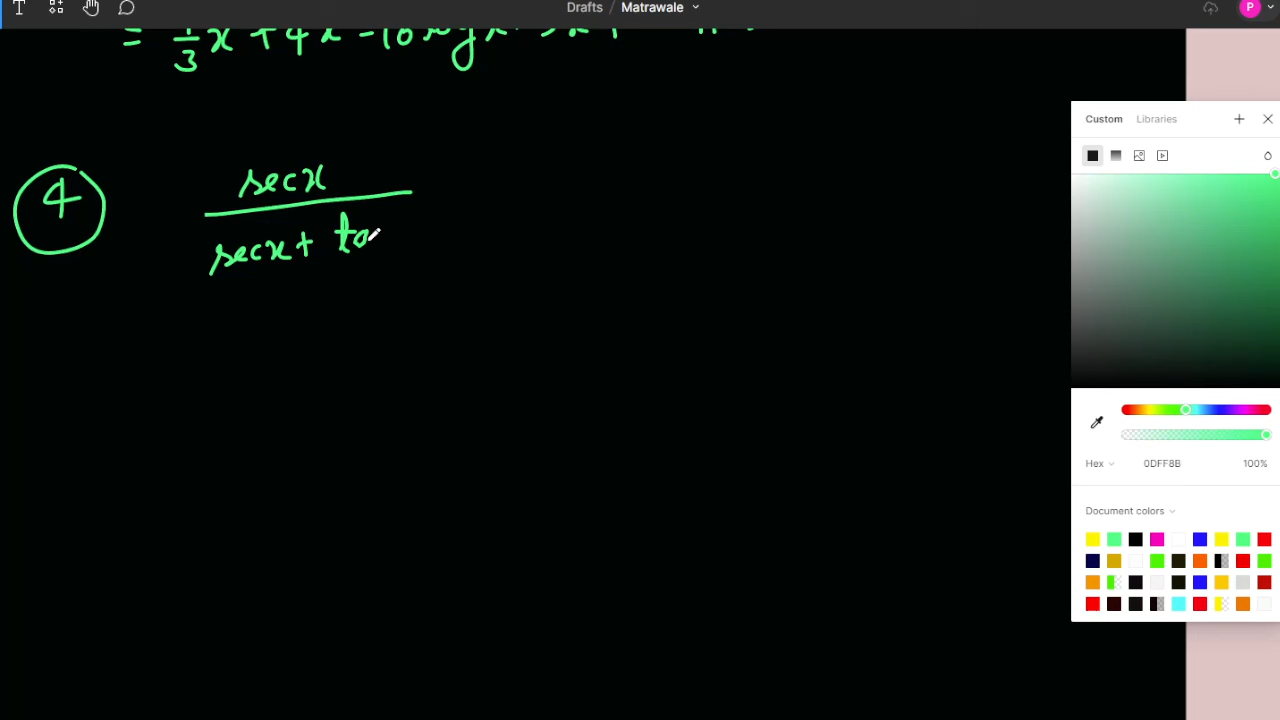 Drafts / Matrawale
Custom Libraries
4 secx
secx + ta
Hex 0DFF8B 100%
Document colors
P